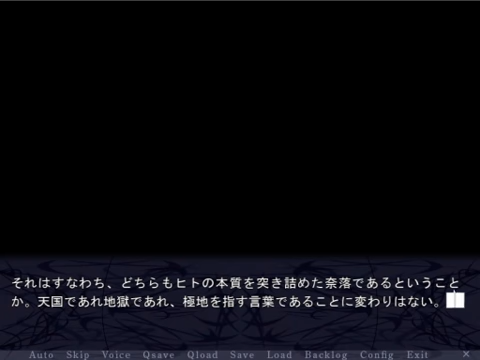 それはすなわち、どちらもヒトの本質を突き詰めた奈落であるということ
か。天国であれ地獄であれ、極地を指す言葉であることに変わりはない。
Auto Skip Voice Qsave Qload Save Load Backlog Config Exit ×